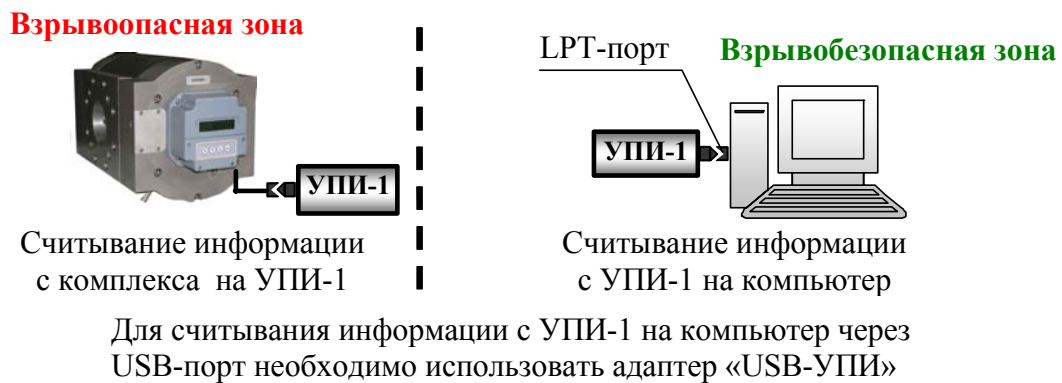 Взрывоопасная зона
LPT-порт
Взрывобезопасная зона
УПИ-1
УПИ-1
Считывание информации
с комплекса на УПИ-1
Считывание информации
с УПИ-1 на компьютер
Для считывания информации с УПИ-1 на компьютер через
USB-порт необходимо использовать адаптер «USB-УПИ»